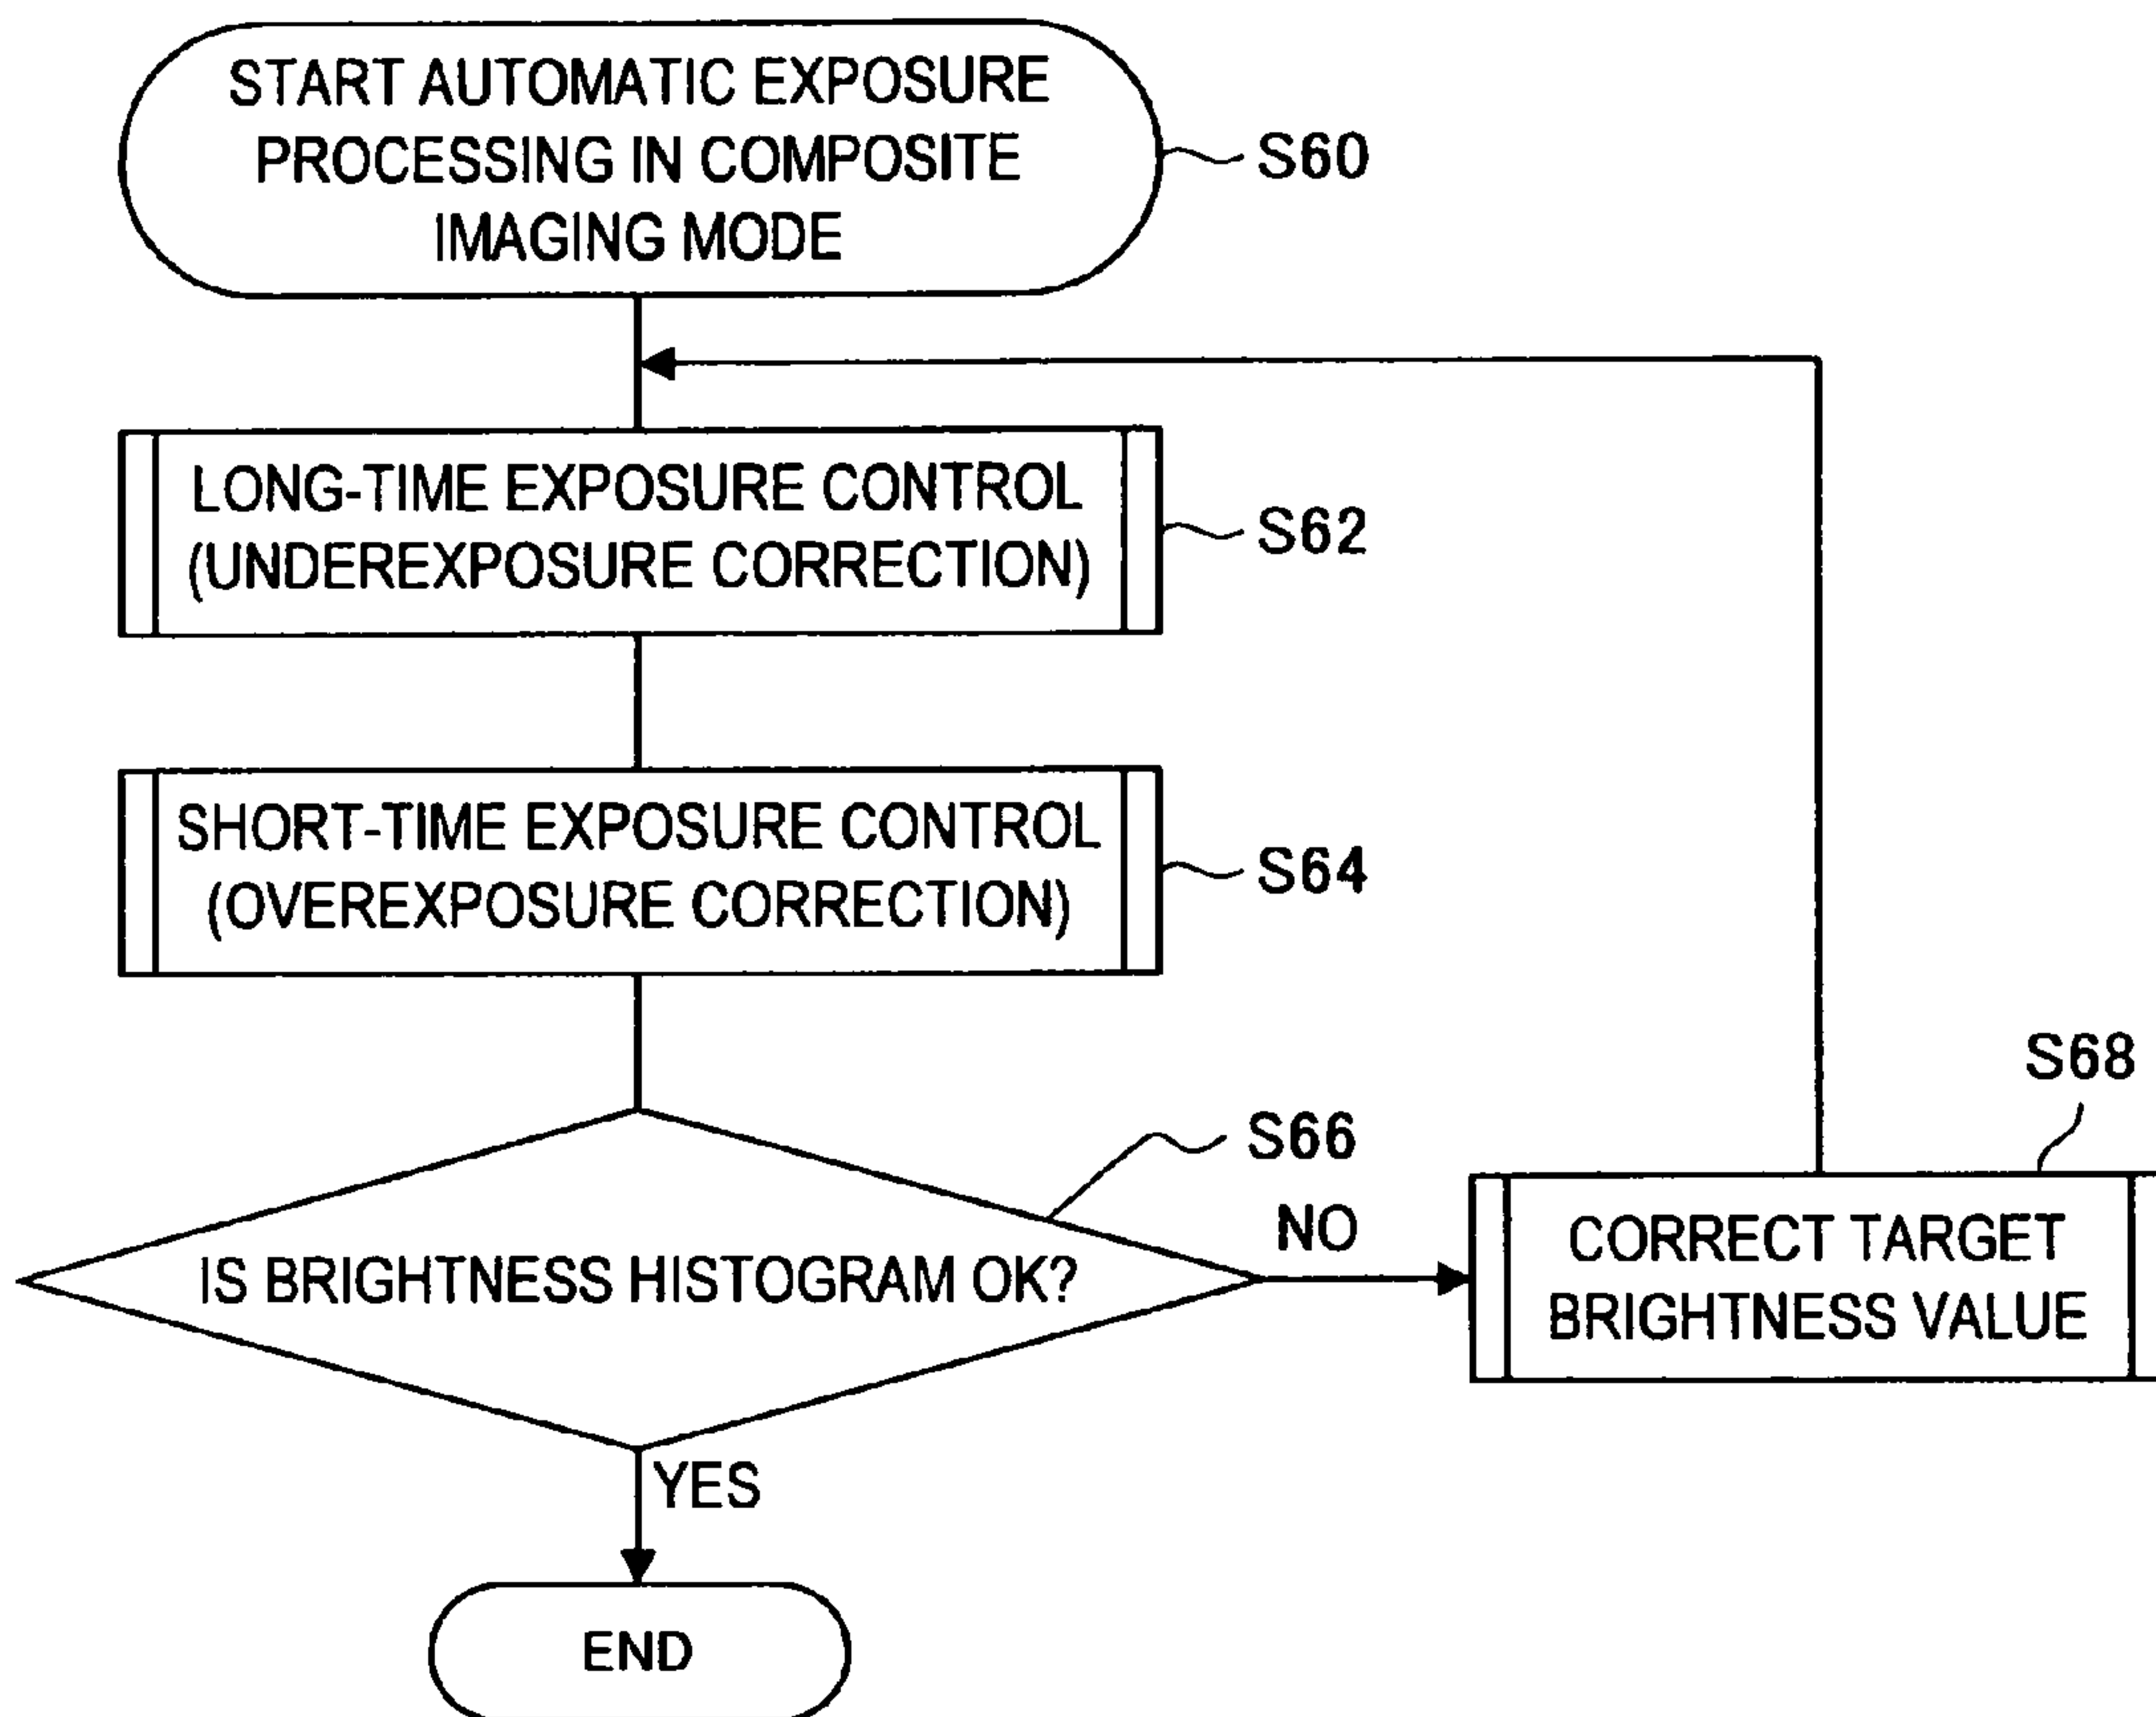 START AUTOMATIC EXPOSURE
PROCESSING IN COMPOSITE
IMAGING MODE
S60
LONG-TIME EXPOSURE CONTROL
(UNDEREXPOSURE CORRECTION)
S62
SHORT-TIME EXPOSURE CONTROL
(OVEREXPOSURE CORRECTION)
S64
IS BRIGHTNESS HISTOGRAM OK?
S66
NO
S68
CORRECT TARGET
BRIGHTNESS VALUE
YES
END